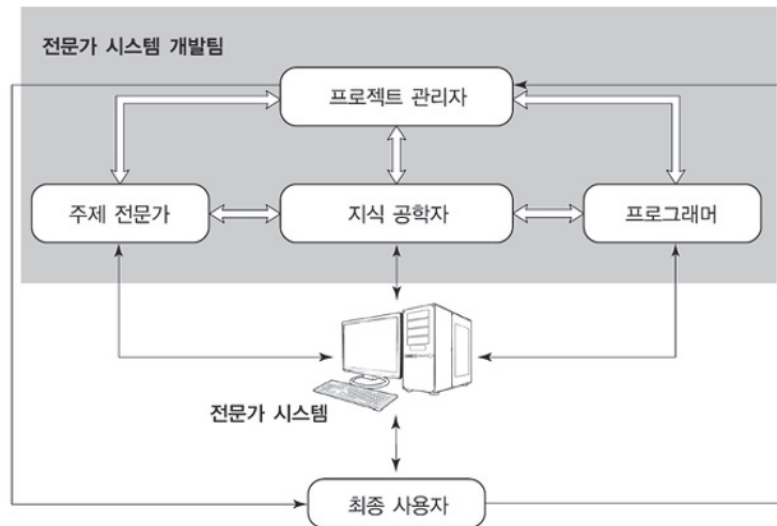 전문가 시스템 개발팀
프로젝트 관리자
주제 전문가
지식 공학자
프로그래머
전문가 시스템
최종 사용자